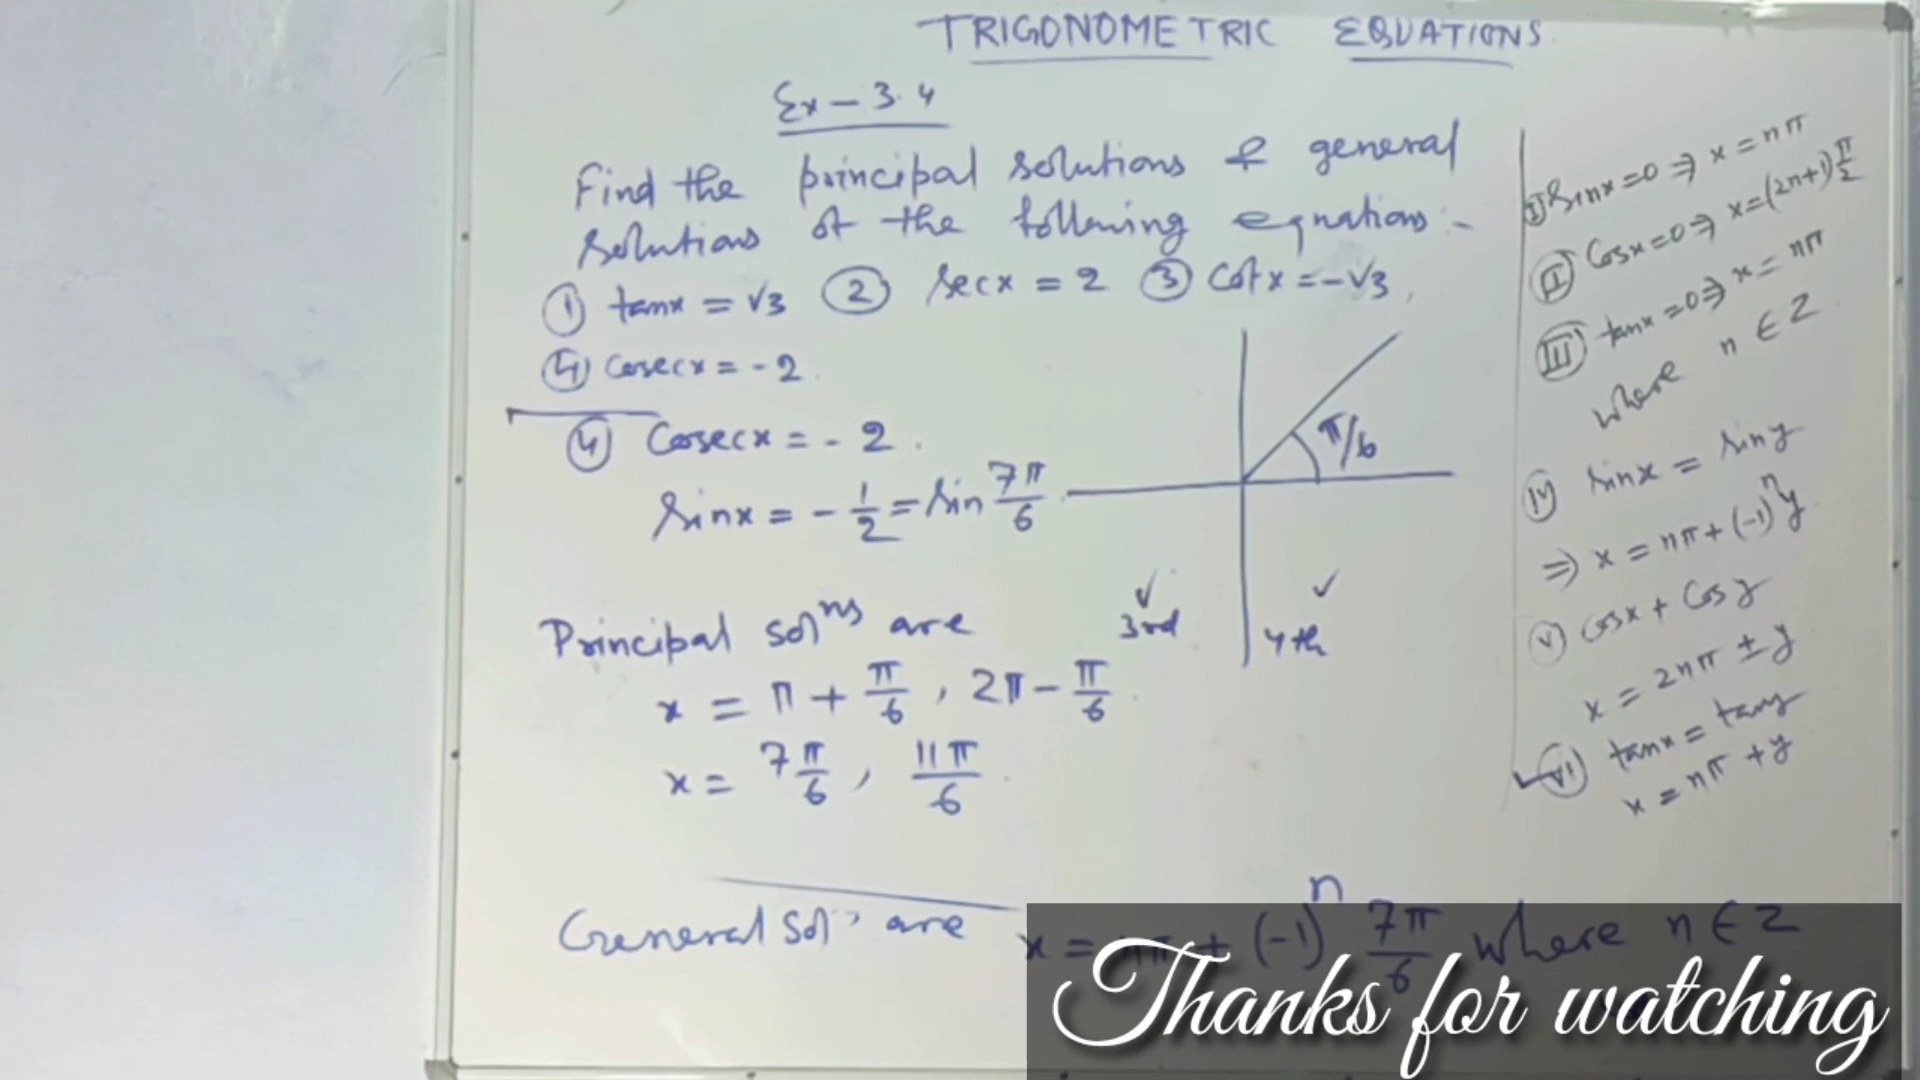 TRIGONOMETRIC EQUATIONS
Ex - 3.4
Find the principal solutions & general
solutions of the following equations :-
① tanx = √3 ② secx = 2 ③ cotx = -√3,
④ cosecx = -2.
④ cosecx = -2.
sinx = -1/2 = sin 7π/6
π/6
3rd 4th
Principal solⁿˢ are
x = π + π/6, 2π - π/6.
x = 7π/6, 11π/6.
General sol are x = nπ + (-1)ⁿ 7π/6 where n ∈ Z
Ⅰ sinx = 0 ⇒ x = nπ
Ⅱ cosx = 0 ⇒ x = (2n+1)π/2
Ⅲ tanx = 0 ⇒ x = nπ
where n ∈ Z
Ⅳ sinx = siny
⇒ x = nπ + (-1)ⁿy
Ⅴ cosx + cosy
x = 2nπ ± y
Ⅵ tanx = tany
x = nπ + y
Thanks for watching